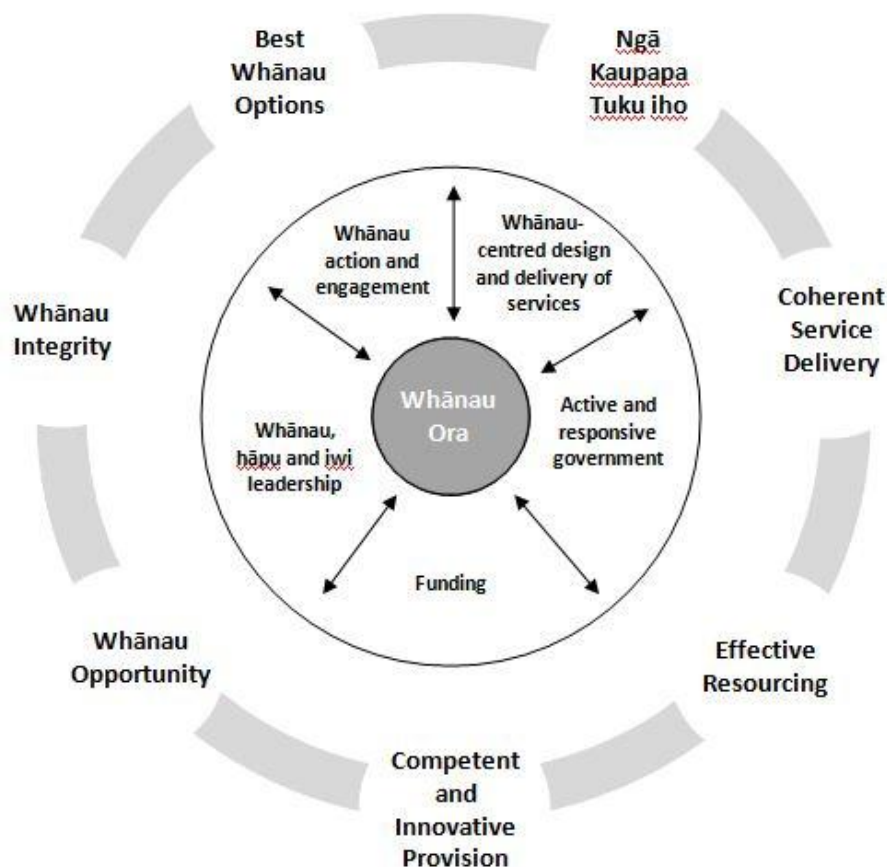 Best
Whānau
Options
Ngā
Kaupapa
Tuku iho
Whānau
action and
engagement
Whānau-
centred design
and delivery of
services
Whānau
Integrity
Coherent
Service
Delivery
Whānau
Ora
Whānau,
hāpu and iwi
leadership
Active and
responsive
government
Funding
Whānau
Opportunity
Effective
Resourcing
Competent
and
Innovative
Provision